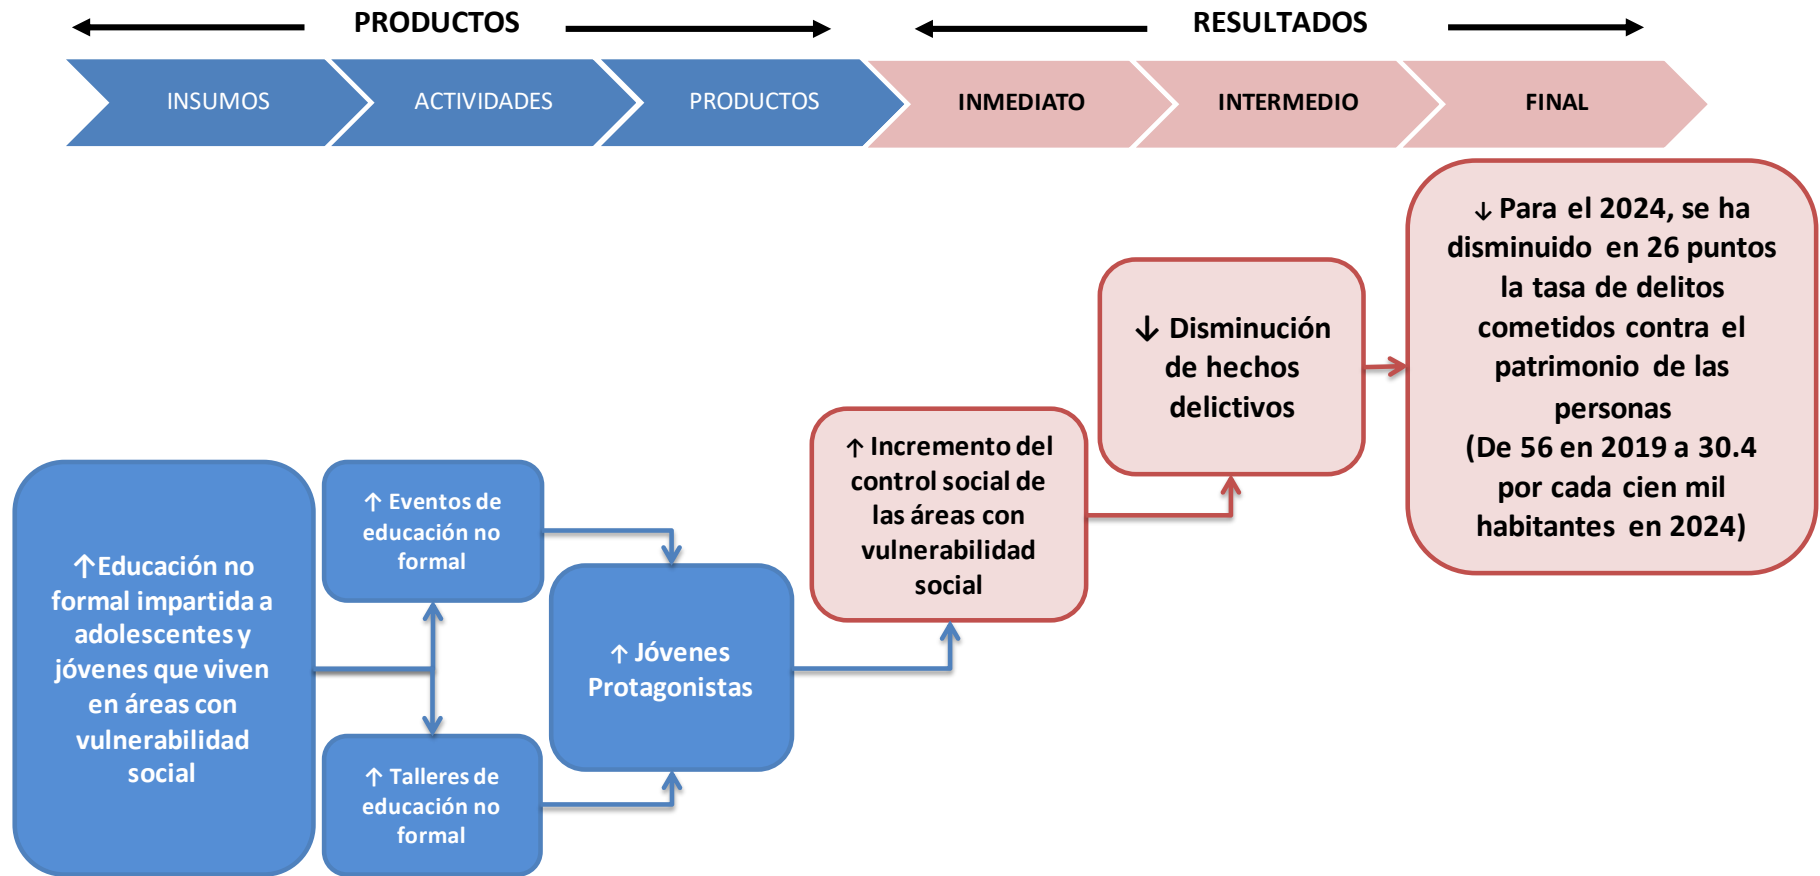 PRODUCTOS
RESULTADOS
INSUMOS
ACTIVIDADES
PRODUCTOS
INMEDIATO
INTERMEDIO
FINAL
↑Educación no
formal impartida a
adolescentes y
jóvenes que viven
en áreas con
vulnerabilidad
social
↑ Eventos de
educación no
formal
↑ Talleres de
educación no
formal
↑ Jóvenes
Protagonistas
↑ Incremento del
control social de
las áreas con
vulnerabilidad
social
↓ Disminución
de hechos
delictivos
↓ Para el 2024, se ha
disminuido en 26 puntos
la tasa de delitos
cometidos contra el
patrimonio de las
personas
(De 56 en 2019 a 30.4
por cada cien mil
habitantes en 2024)